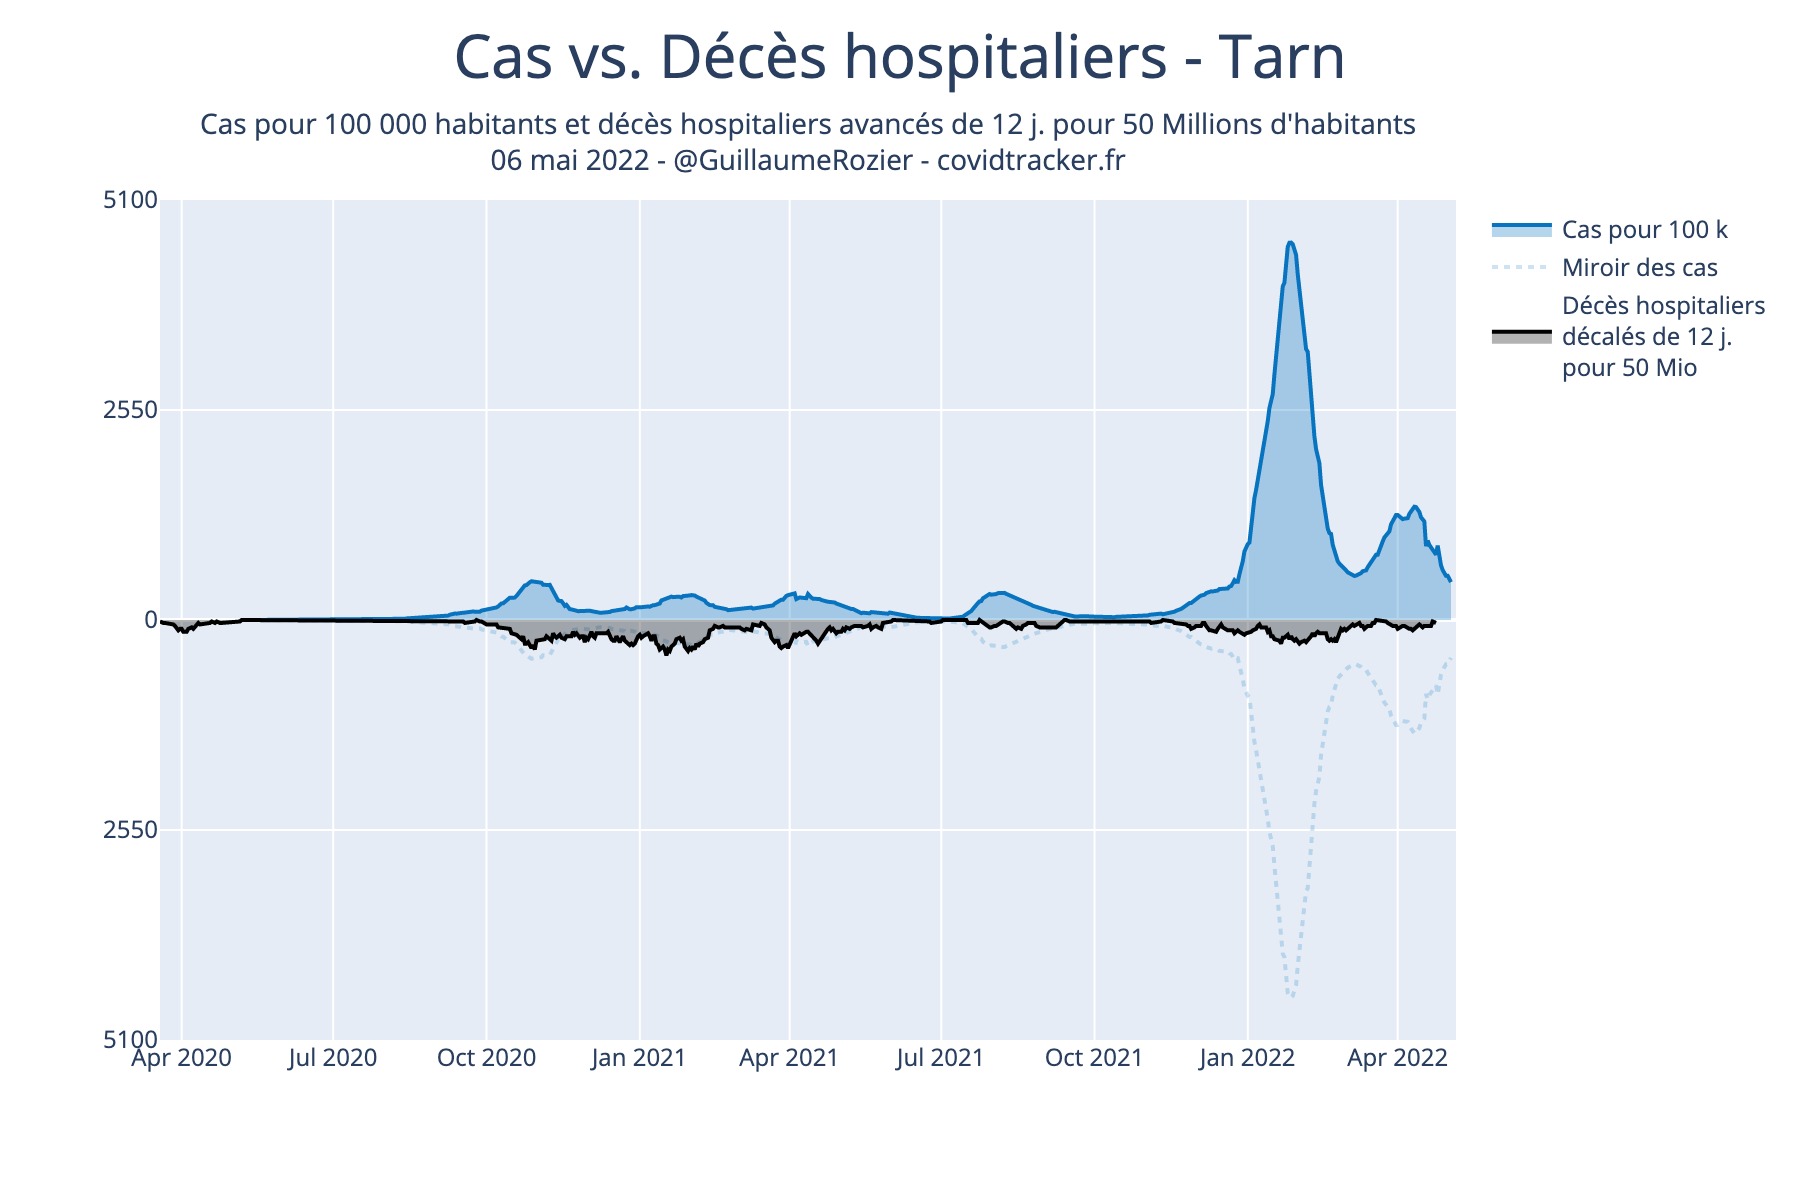 Cas vs. Décès hospitaliers - Tarn
Cas pour 100 000 habitants et décès hospitaliers avancés de 12 j. pour 50 Millions d'habitants
06 mai 2022 - @GuillaumeRozier - covidtracker.fr
5100
2550
0
2550
5100
Apr 2020
Jul 2020
Oct 2020
Jan 2021
Apr 2021
Jul 2021
Oct 2021
Jan 2022
Apr 2022
Cas pour 100 k
Miroir des cas
Décès hospitaliers
décalés de 12 j.
pour 50 Mio